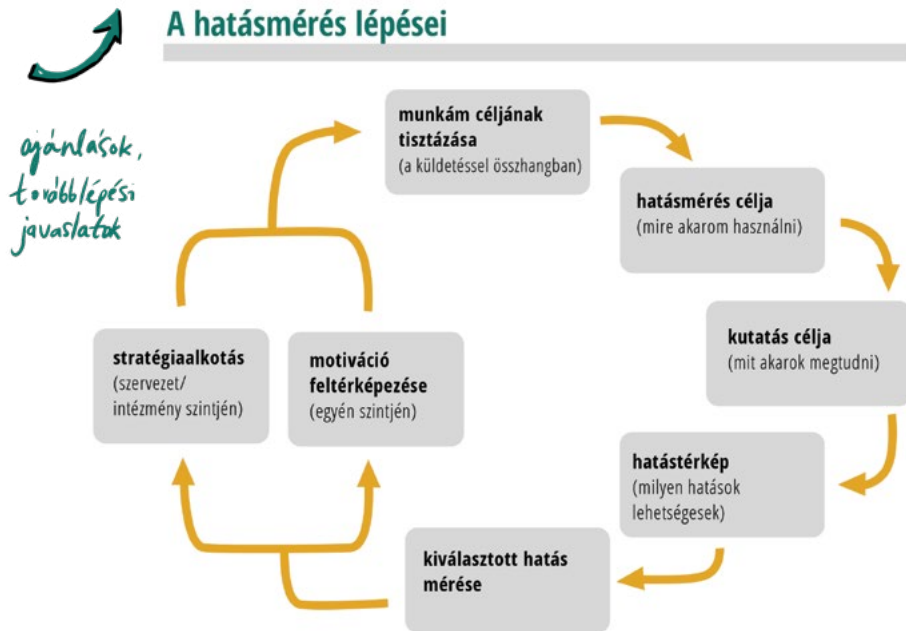 A hatásmérés lépései
ajánlások,
továbblépési
javaslatok
munkám céljának
tisztázása
(a küldetéssel összhangban)
hatásmérés célja
(mire akarom használni)
kutatás célja
(mit akarok megtudni)
hatástérkép
(milyen hatások
lehetségesek)
kiválasztott hatás
mérése
stratégiaalkotás
(szervezet/
intézmény szintjén)
motiváció
feltérképezése
(egyén szintjén)